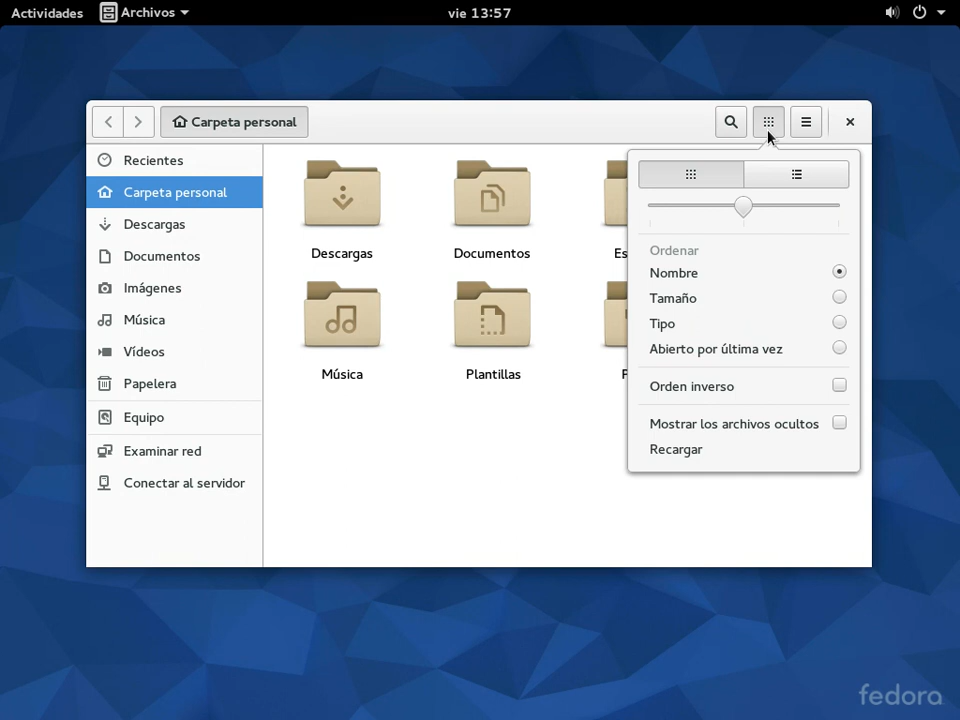 Actividades
Archivos
vie 13:57
Carpeta personal
Recientes
Carpeta personal
Descargas
Documentos
Imágenes
Música
Vídeos
Papelera
Equipo
Examinar red
Conectar al servidor
Descargas
Documentos
Es
Música
Plantillas
Ordenar
Nombre
Tamaño
Tipo
Abierto por última vez
Orden inverso
Mostrar los archivos ocultos
Recargar
fedora